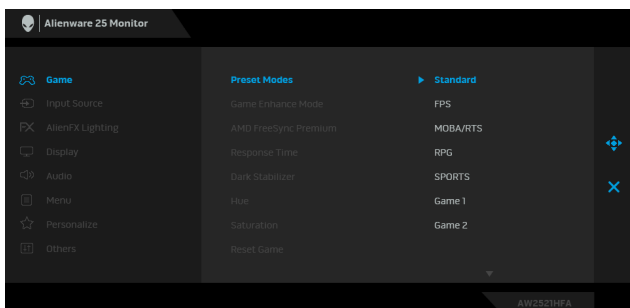 Alienware 25 Monitor
Game
Input Source
AlienFX Lighting
Display
Audio
Menu
Personalize
Others
Preset Modes
Game Enhance Mode
AMD FreeSync Premium
Response Time
Dark Stabilizer
Hue
Saturation
Reset Game
Standard
FPS
MOBA/RTS
RPG
SPORTS
Game 1
Game 2
AW2521HFA